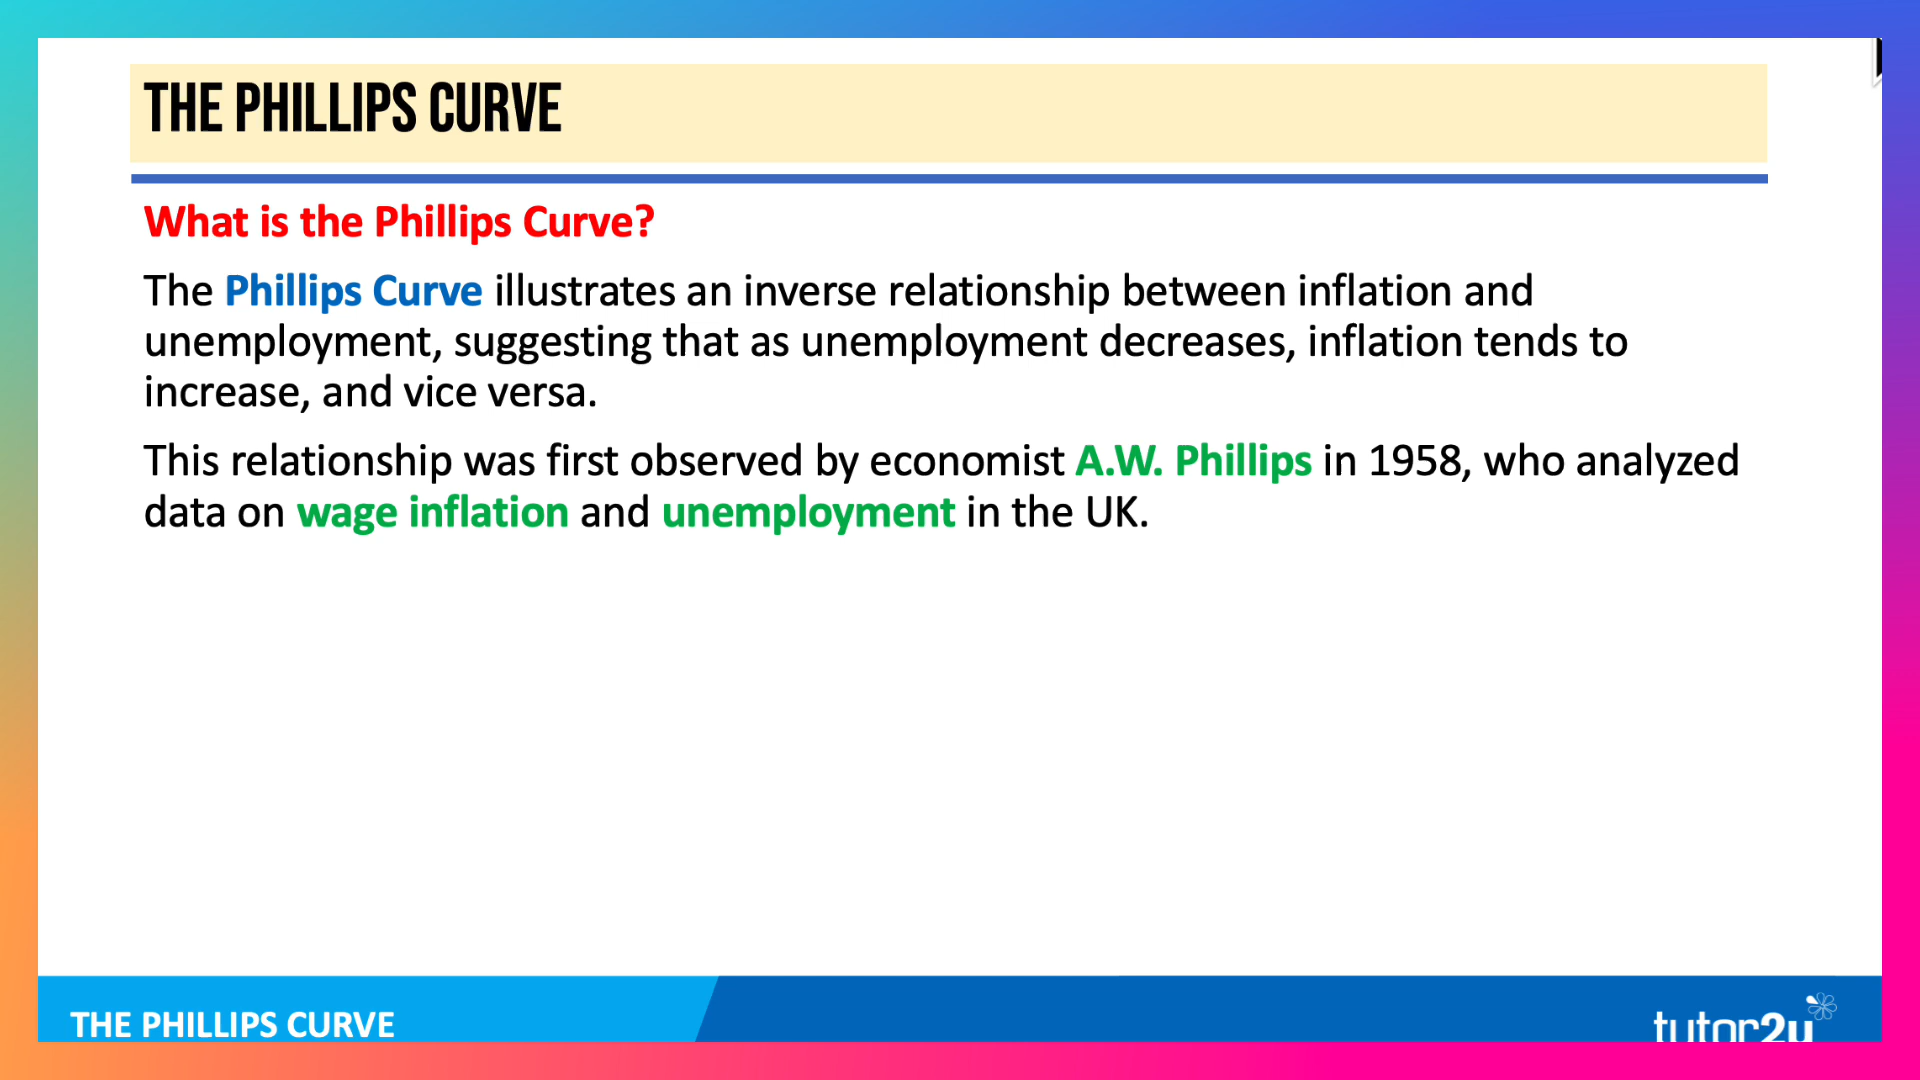 THE PHILLIPS CURVE
What is the Phillips Curve?
The Phillips Curve illustrates an inverse relationship between inflation and
unemployment, suggesting that as unemployment decreases, inflation tends to
increase, and vice versa.
This relationship was first observed by economist A.W. Phillips in 1958, who analyzed
data on wage inflation and unemployment in the UK.
THE PHILLIPS CURVE
tutor2u